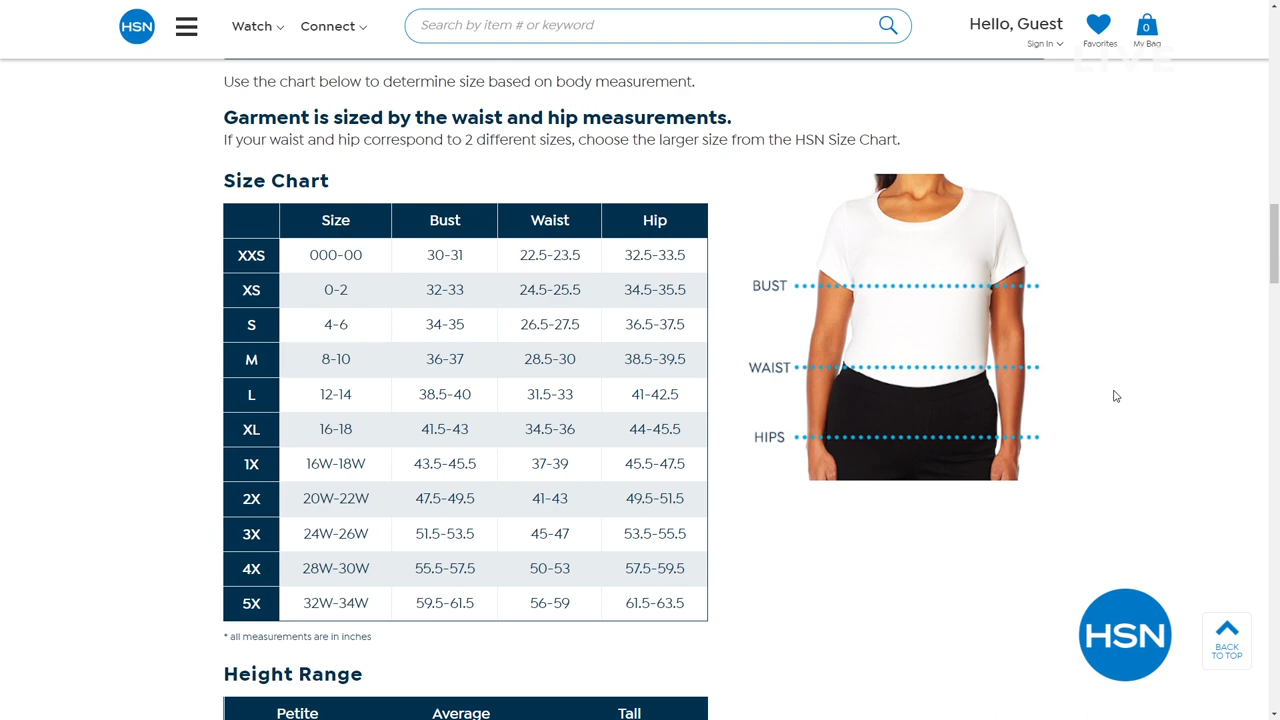 HSN
Watch
Connect
Search by item # or keyword
Hello, Guest
Sign In
Favorites
0
My Bag
LIVE
Use the chart below to determine size based on body measurement.
Garment is sized by the waist and hip measurements.
If your waist and hip correspond to 2 different sizes, choose the larger size from the HSN Size Chart.
Size Chart
Size Bust Waist Hip
XXS 000-00 30-31 22.5-23.5 32.5-33.5
XS 0-2 32-33 24.5-25.5 34.5-35.5
S 4-6 34-35 26.5-27.5 36.5-37.5
M 8-10 36-37 28.5-30 38.5-39.5
L 12-14 38.5-40 31.5-33 41-42.5
XL 16-18 41.5-43 34.5-36 44-45.5
1X 16W-18W 43.5-45.5 37-39 45.5-47.5
2X 20W-22W 47.5-49.5 41-43 49.5-51.5
3X 24W-26W 51.5-53.5 45-47 53.5-55.5
4X 28W-30W 55.5-57.5 50-53 57.5-59.5
5X 32W-34W 59.5-61.5 56-59 61.5-63.5
* all measurements are in inches
BUST
WAIST
HIPS
Height Range
Petite Average Tall
HSN
BACK
TO TOP